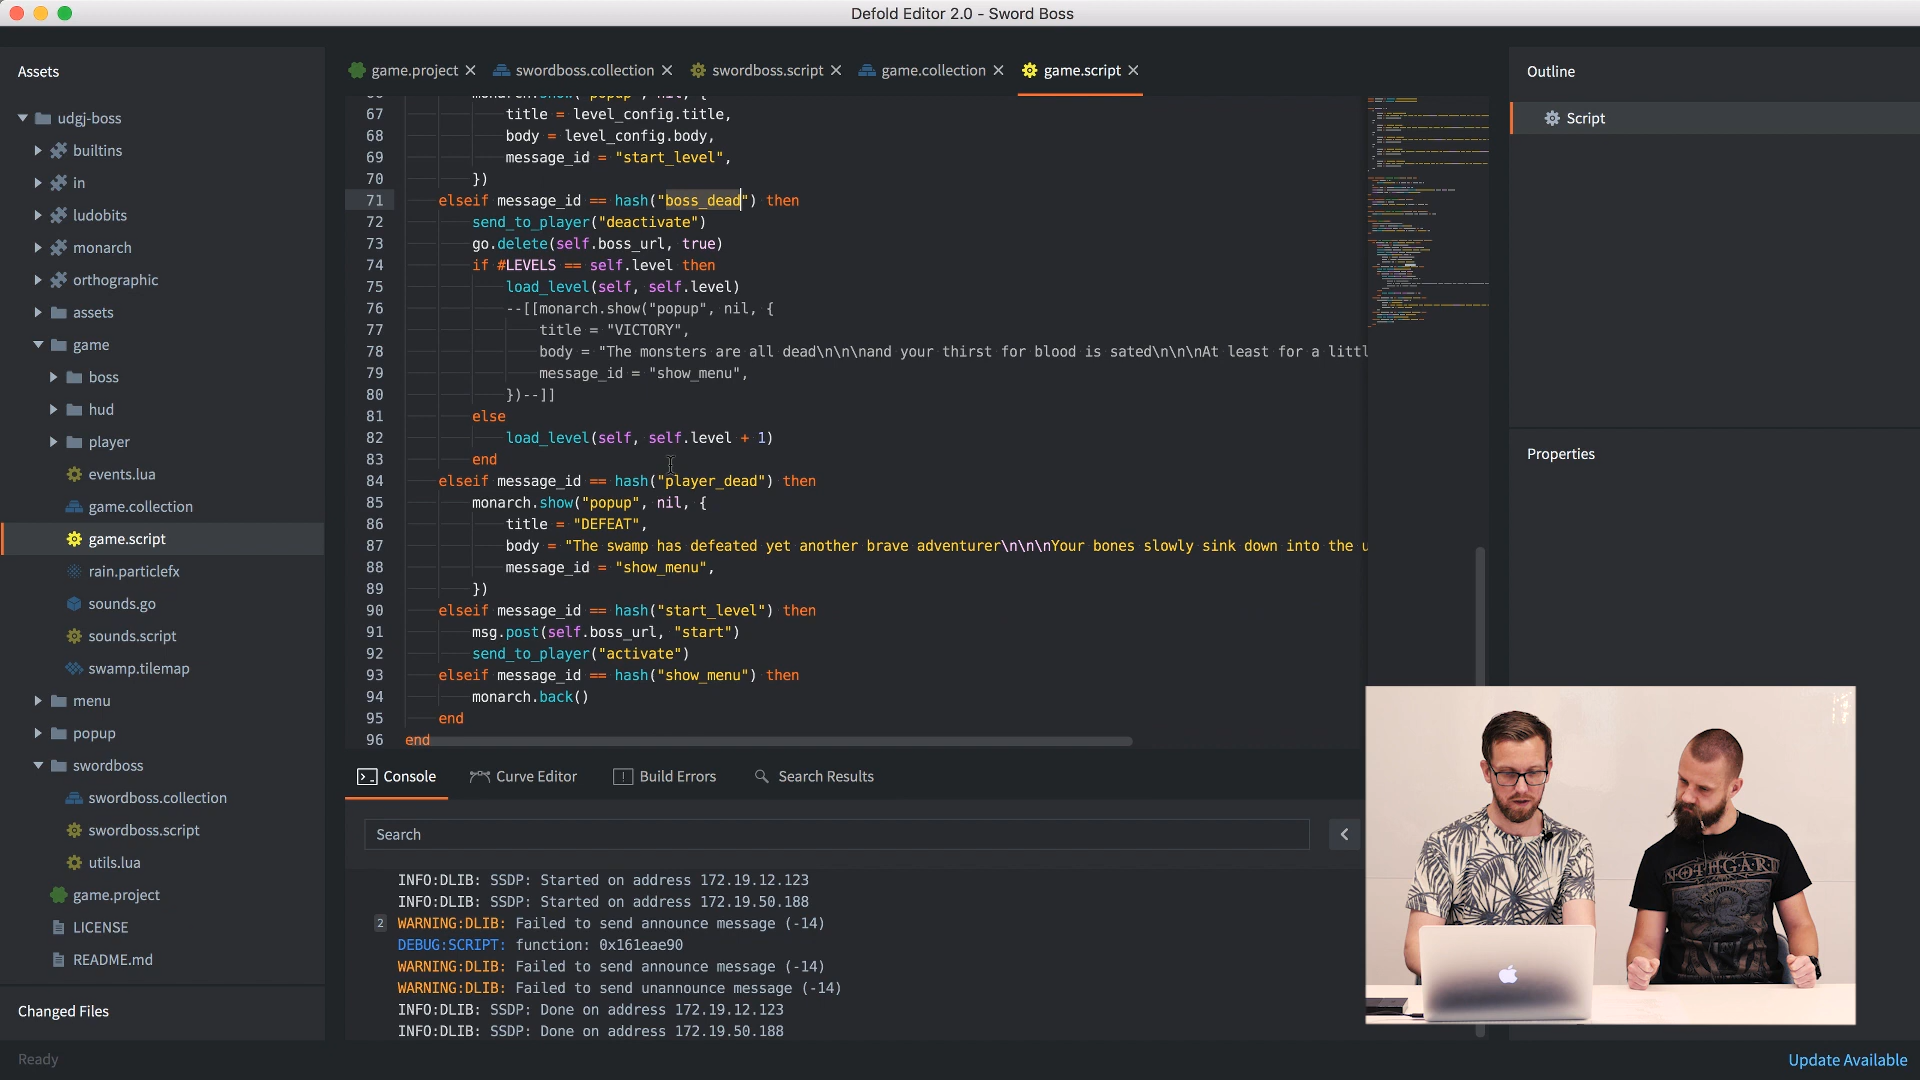 Defold Editor 2.0 - Sword Boss
Assets
udgj-boss
builtins
in
ludobits
monarch
orthographic
assets
game
boss
hud
player
events.lua
game.collection
game.script
rain.particlefx
sounds.go
sounds.script
swamp.tilemap
menu
popup
swordboss
swordboss.collection
swordboss.script
utils.lua
game.project
LICENSE
README.md
Changed Files
Ready
game.project
swordboss.collection
swordboss.script
game.collection
game.script
67 title = level_config.title,
68 body = level_config.body,
69 message_id = "start_level",
70 })
71 elseif message_id == hash("boss_dead") then
72 send_to_player("deactivate")
73 go.delete(self.boss_url, true)
74 if #LEVELS == self.level then
75 load_level(self, self.level)
76 --[[monarch.show("popup", nil, {
77 title = "VICTORY",
78 body = "The monsters are all dead\n\n\nand your thirst for blood is sated\n\n\nAt least for a littl
79 message_id = "show_menu",
80 })--]]
81 else
82 load_level(self, self.level + 1)
83 end
84 elseif message_id == hash("player_dead") then
85 monarch.show("popup", nil, {
86 title = "DEFEAT",
87 body = "The swamp has defeated yet another brave adventurer\n\n\nYour bones slowly sink down into the u
88 message_id = "show_menu",
89 })
90 elseif message_id == hash("start_level") then
91 msg.post(self.boss_url, "start")
92 send_to_player("activate")
93 elseif message_id == hash("show_menu") then
94 monarch.back()
95 end
96 end
Console
Curve Editor
Build Errors
Search Results
Search
INFO:DLIB: SSDP: Started on address 172.19.12.123
INFO:DLIB: SSDP: Started on address 172.19.50.188
2 WARNING:DLIB: Failed to send announce message (-14)
DEBUG:SCRIPT: function: 0x161eae90
WARNING:DLIB: Failed to send announce message (-14)
WARNING:DLIB: Failed to send unannounce message (-14)
INFO:DLIB: SSDP: Done on address 172.19.12.123
INFO:DLIB: SSDP: Done on address 172.19.50.188
Outline
Script
Properties
NOTHGARD
Update Available